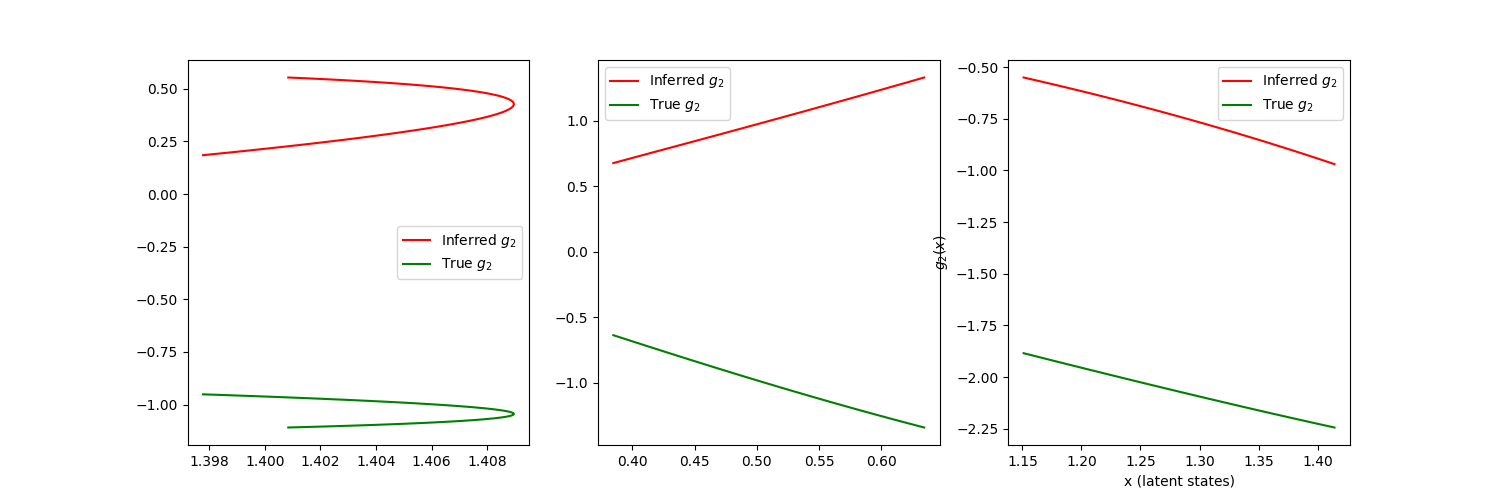 0.50
0.25
0.00
−0.25
−0.50
−0.75
−1.00
Inferred g₂
True g₂
1.398 1.400 1.402 1.404 1.406 1.408
Inferred g₂
True g₂
1.0
0.5
0.0
−0.5
−1.0
0.40 0.45 0.50 0.55 0.60
g₂(x)
−0.50
−0.75
−1.00
−1.25
−1.50
−1.75
−2.00
−2.25
Inferred g₂
True g₂
1.15 1.20 1.25 1.30 1.35 1.40
x (latent states)